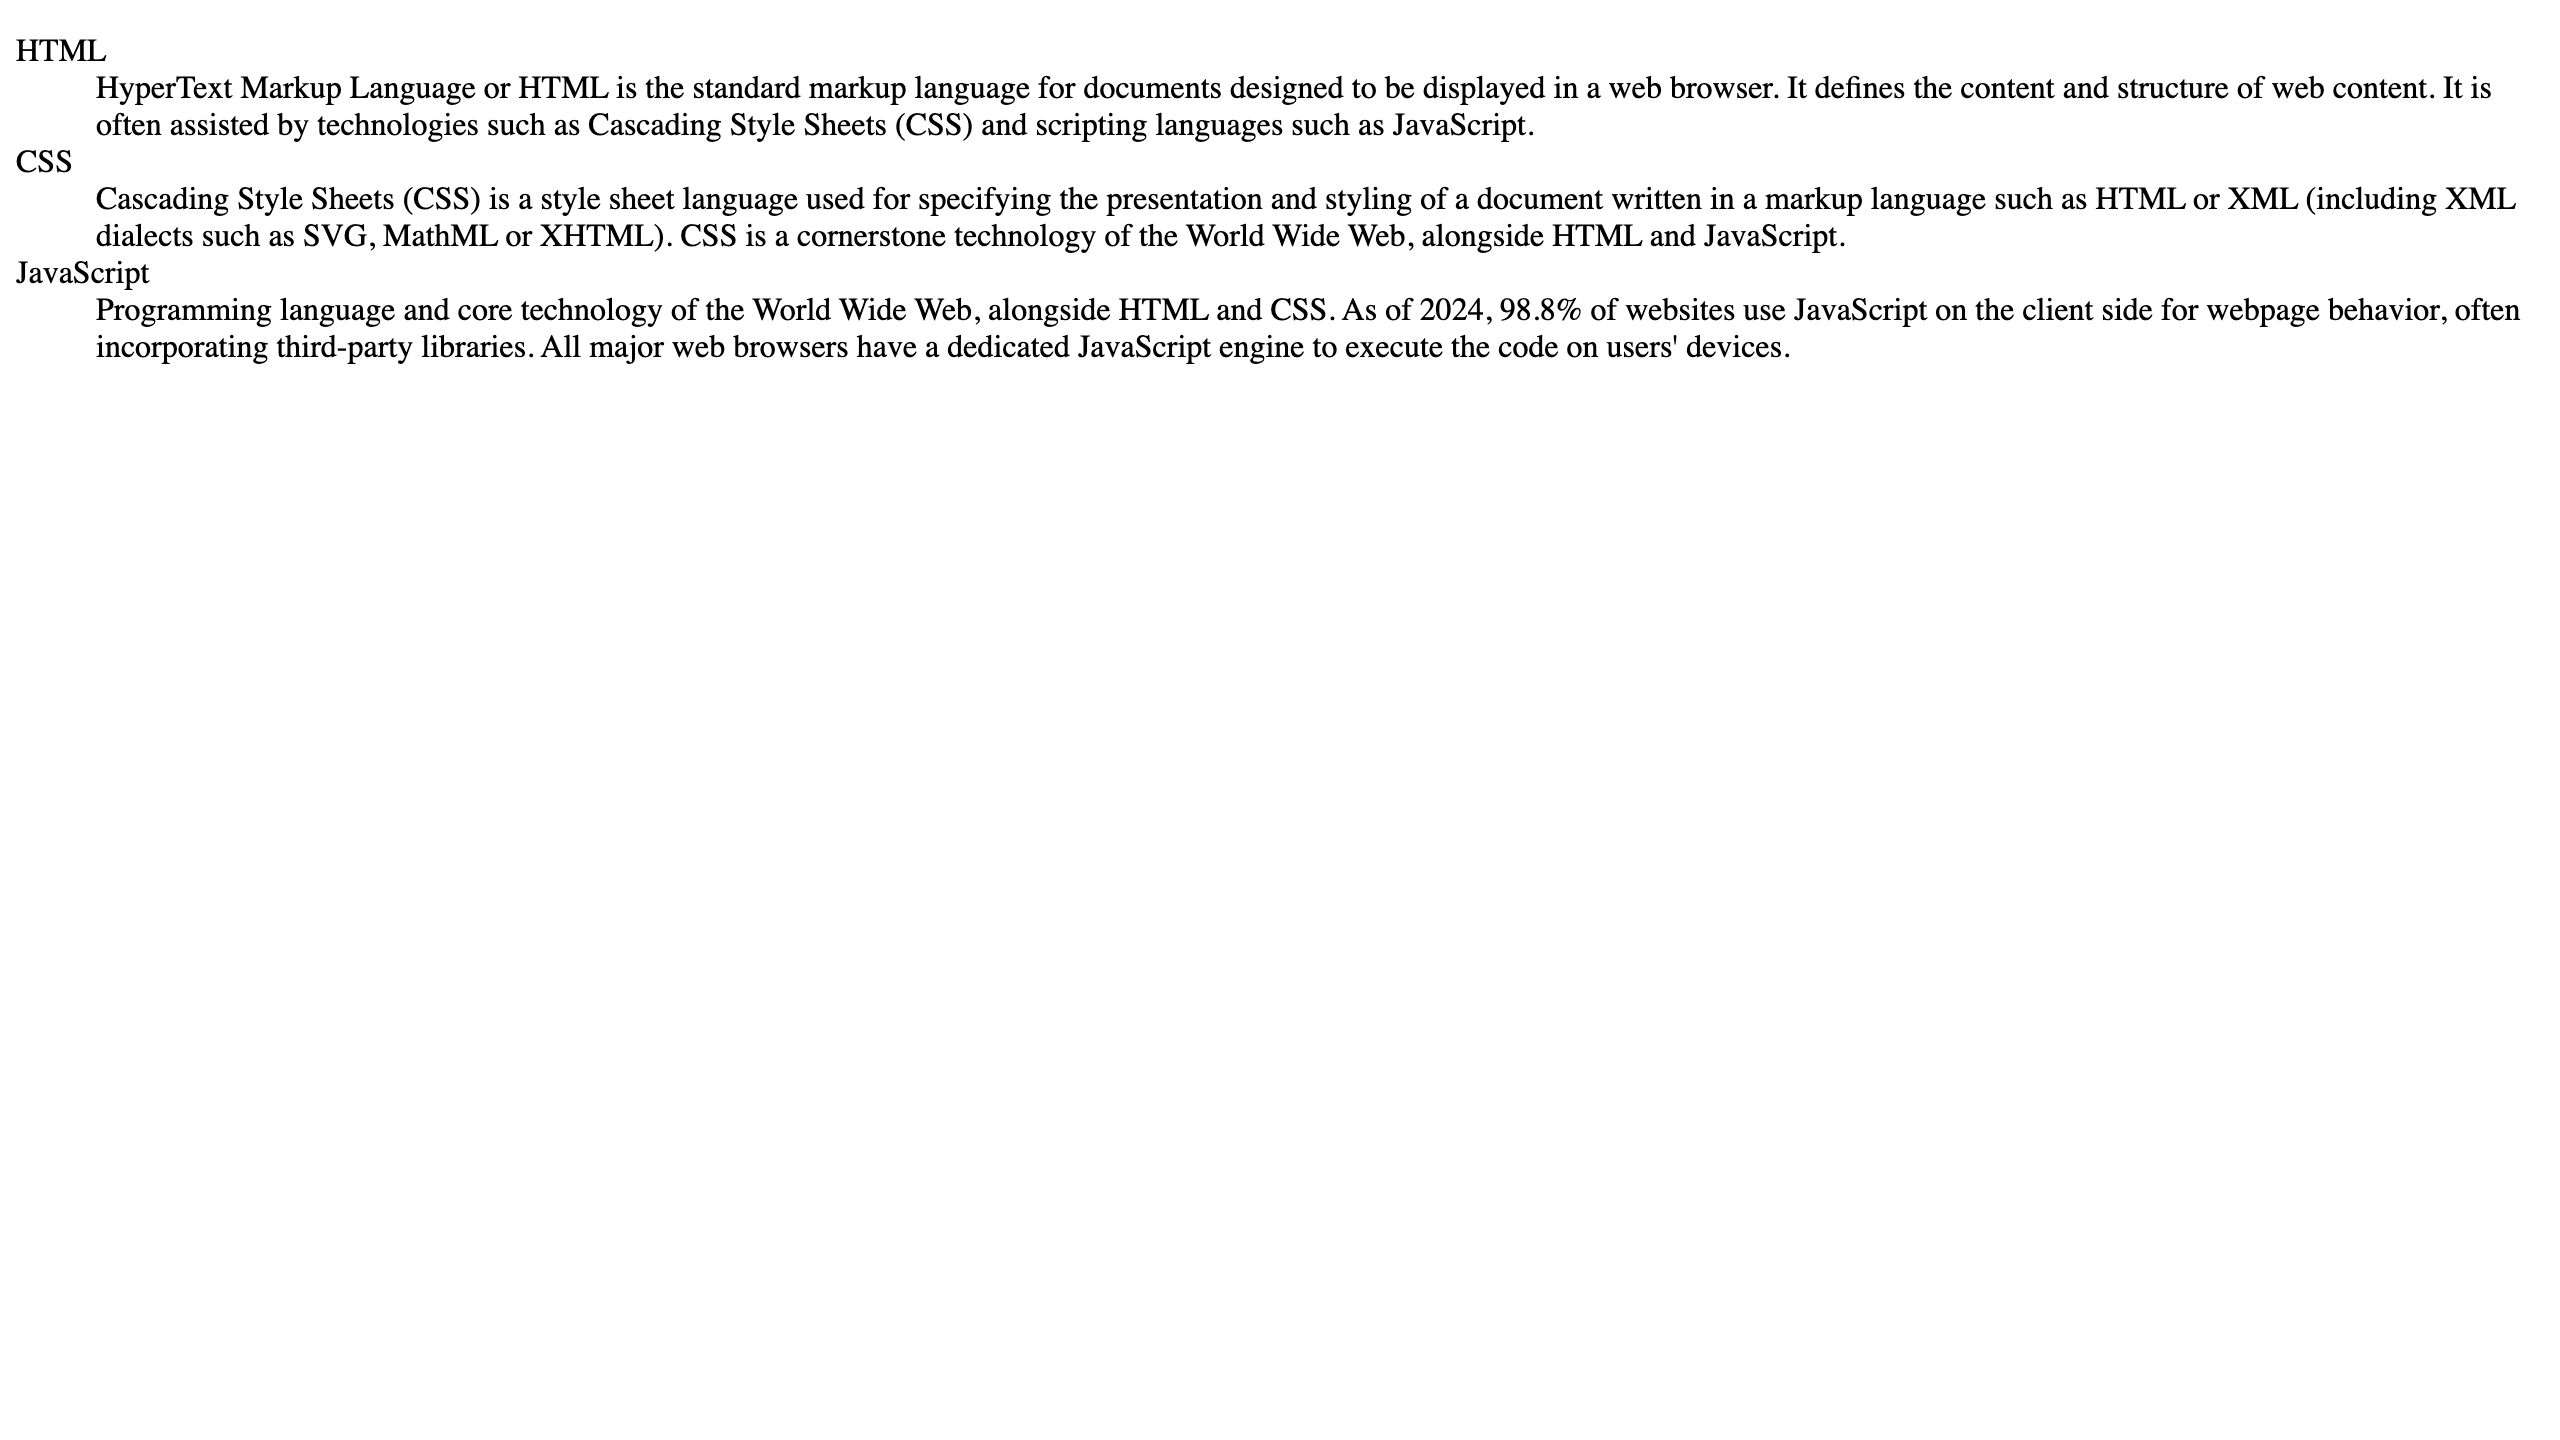 HTML
HyperText Markup Language or HTML is the standard markup language for documents designed to be displayed in a web browser. It defines the content and structure of web content. It is
often assisted by technologies such as Cascading Style Sheets (CSS) and scripting languages such as JavaScript.
CSS
Cascading Style Sheets (CSS) is a style sheet language used for specifying the presentation and styling of a document written in a markup language such as HTML or XML (including XML
dialects such as SVG, MathML or XHTML). CSS is a cornerstone technology of the World Wide Web, alongside HTML and JavaScript.
JavaScript
Programming language and core technology of the World Wide Web, alongside HTML and CSS. As of 2024, 98.8% of websites use JavaScript on the client side for webpage behavior, often
incorporating third-party libraries. All major web browsers have a dedicated JavaScript engine to execute the code on users' devices.